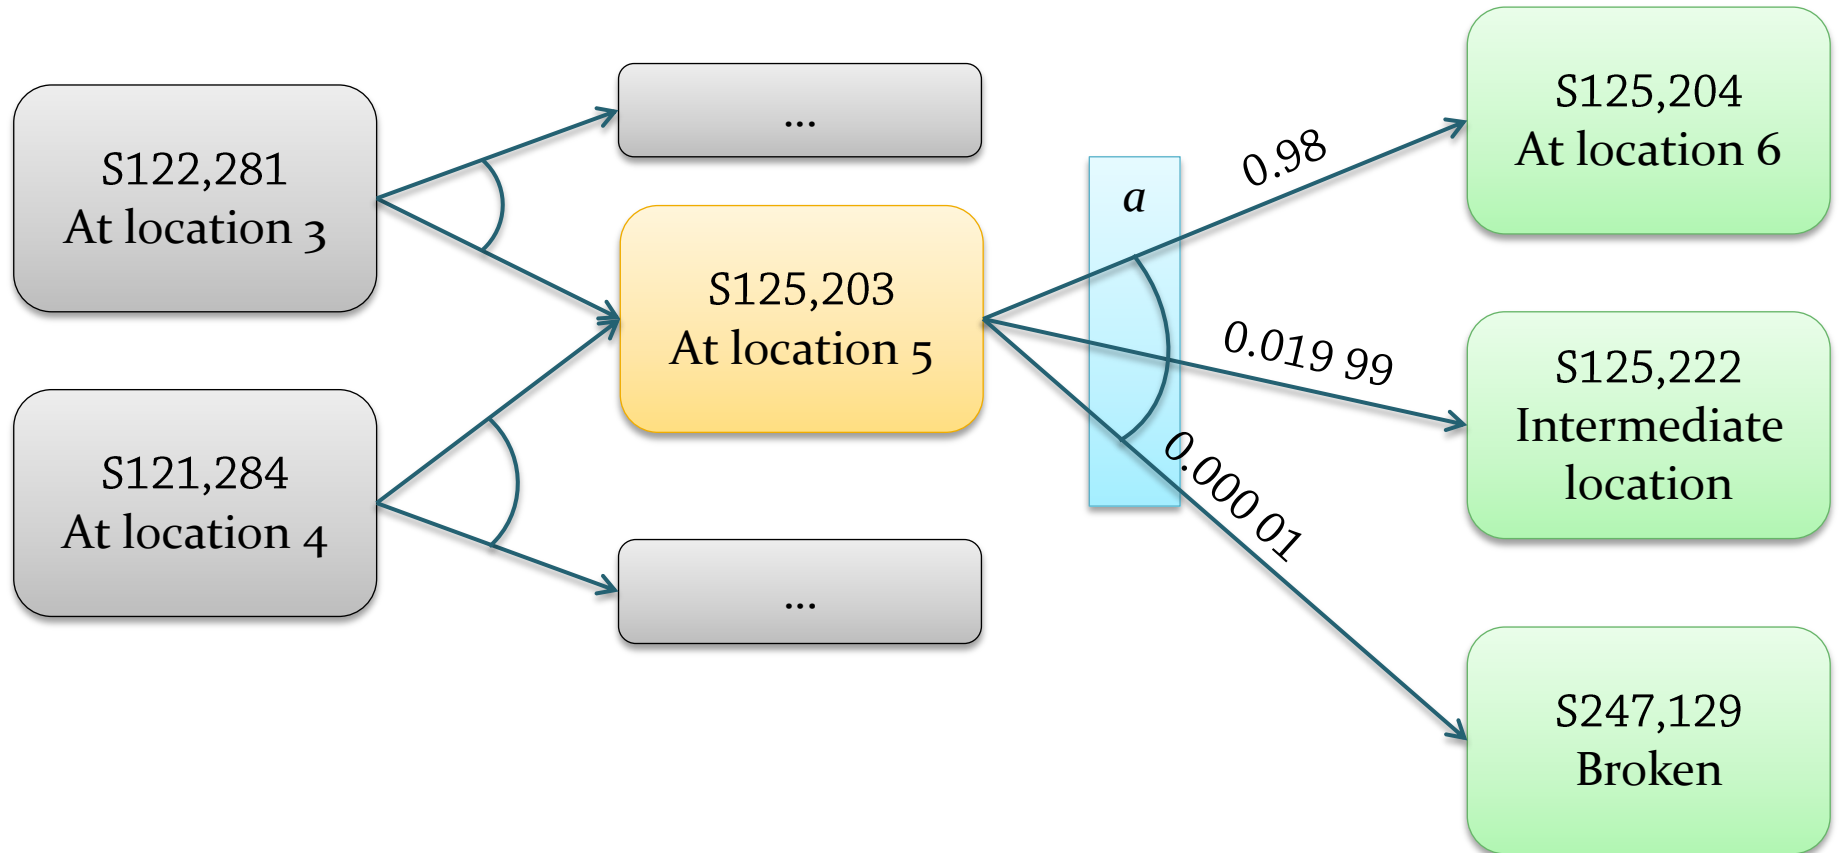 S122,281
At location 3
S121,284
At location 4
...
S125,203
At location 5
...
a
0.98
0.019 99
0.000 01
S125,204
At location 6
S125,222
Intermediate
location
S247,129
Broken